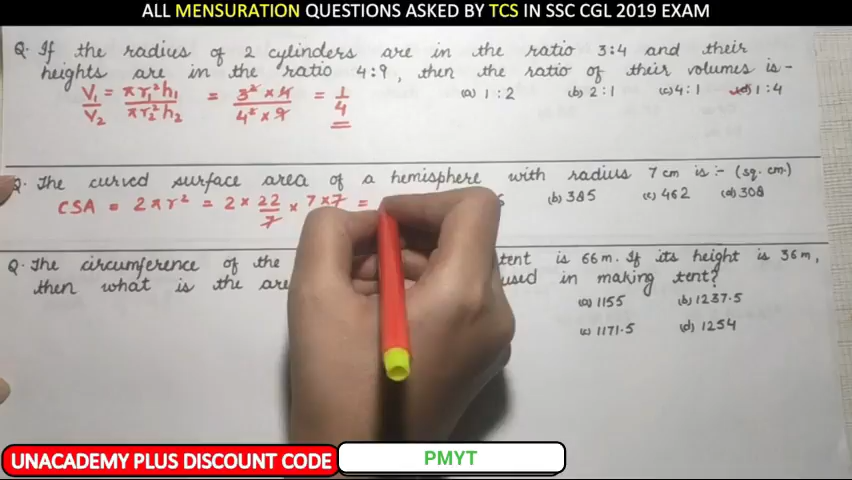 ALL MENSURATION QUESTIONS ASKED BY TCS IN SSC CGL 2019 EXAM
Q. If the radius of 2 cylinders are in the ratio 3:4 and their
heights are in the ratio 4:9, then the ratio of their volumes is -
V₁/V₂ = πr₁²h₁/πr₂²h₂ = 3² × 4/4² × 9 = 1/4
(a) 1:2 (b) 2:1 (c) 4:1 (d) 1:4
Q. The curved surface area of a hemisphere with radius 7 cm is :- (sq. cm.)
CSA = 2πr² = 2 × 22/7 × 7 × 7 =
(b) 385 (c) 462 (d) 308
Q. The circumference of the tent is 66m. If its height is 36m,
then what is the used in making tent?
(a) 1155 (b) 1237.5
(c) 1171.5 (d) 1254
UNACADEMY PLUS DISCOUNT CODE PMYT